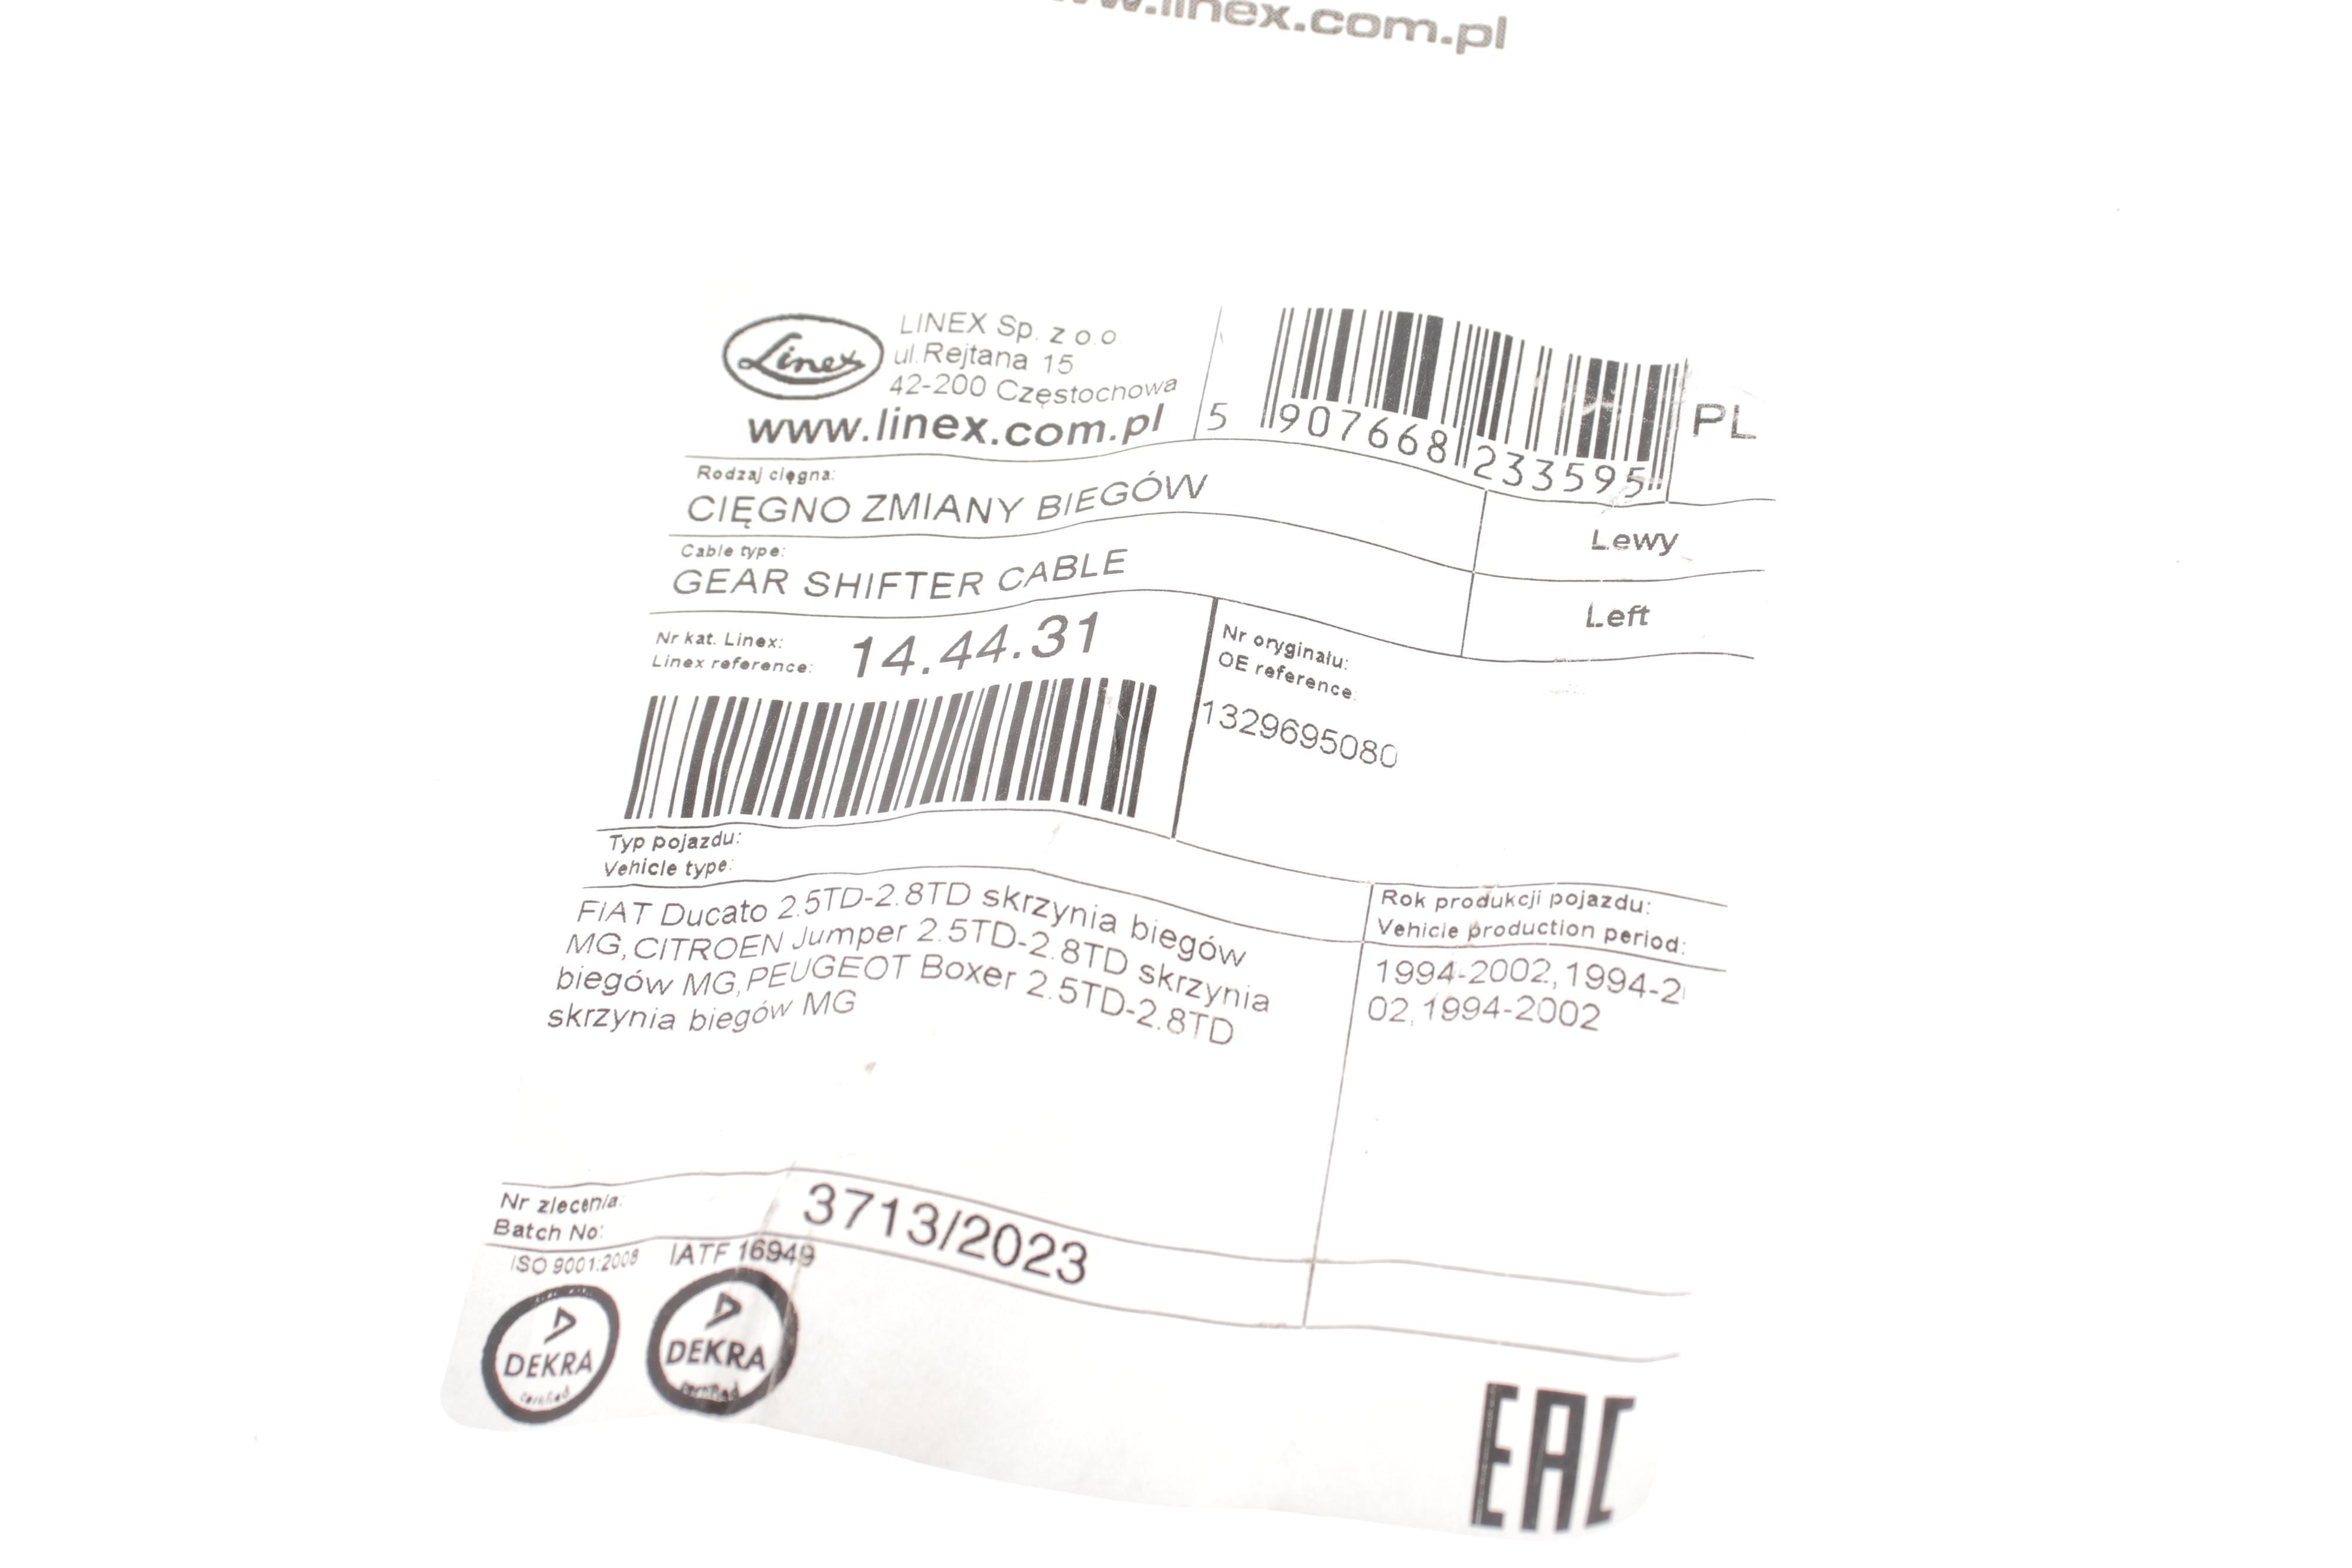 www.linex.com.pl
Linex
LINEX Sp. z o.o
ul.Rejtana 15
42-200 Częstochowa
www.linex.com.pl
5 907668 233595
PL
Rodzaj cięgna:
CIĘGNO ZMIANY BIEGÓW
Lewy
Cable type:
GEAR SHIFTER CABLE
Left
Nr kat. Linex:
Linex reference:
14.44.31
Nr oryginału:
OE reference:
1329695080
Typ pojazdu:
Vehicle type:
Rok produkcji pojazdu:
Vehicle production period:
FIAT Ducato 2.5TD-2.8TD skrzynia biegów
MG,CITROEN Jumper 2.5TD-2.8TD skrzynia
biegów MG,PEUGEOT Boxer 2.5TD-2.8TD
skrzynia biegów MG
1994-2002,1994-2
02,1994-2002
Nr zlecenia:
Batch No:
3713/2023
ISO 9001:2008
IATF 16949
DEKRA
certified
DEKRA
certified
EAC